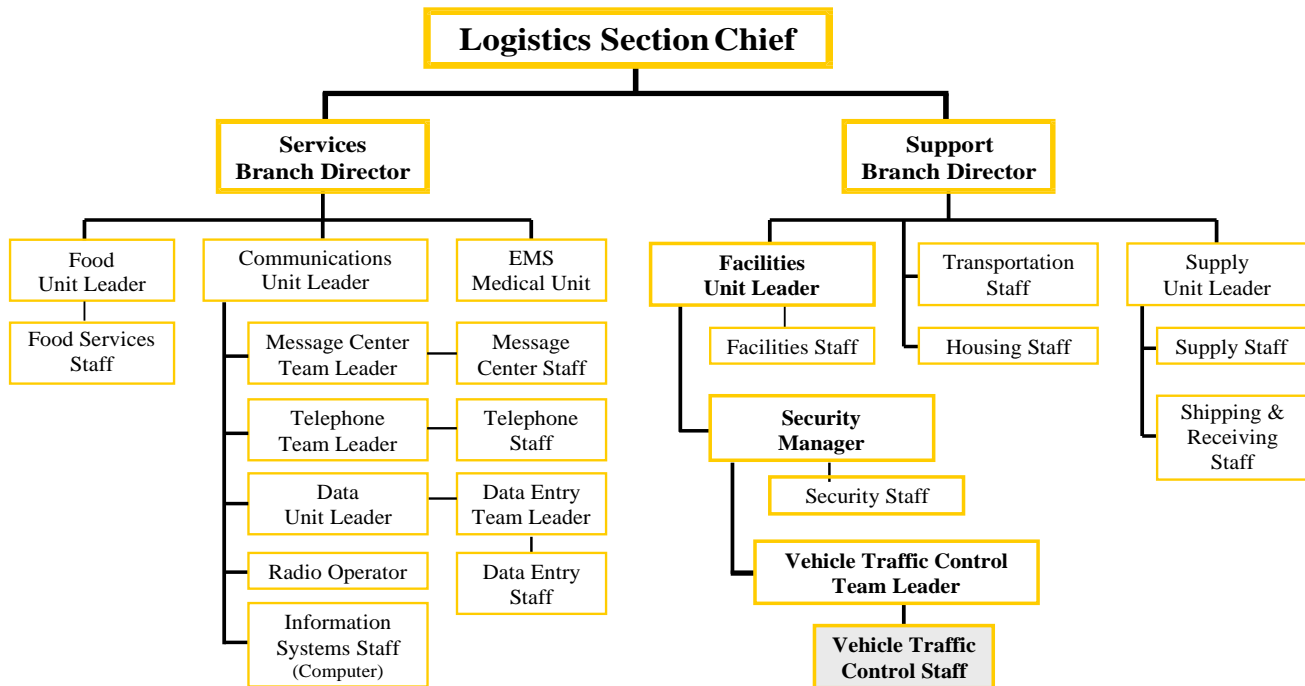 Logistics Section Chief
Services
Branch Director
Support
Branch Director
Food
Unit Leader
Communications
Unit Leader
EMS
Medical Unit
Facilities
Unit Leader
Transportation
Staff
Supply
Unit Leader
Food Services
Staff
Message Center
Team Leader
Message
Center Staff
Facilities Staff
Housing Staff
Supply Staff
Telephone
Team Leader
Telephone
Staff
Security
Manager
Shipping &
Receiving
Staff
Data
Unit Leader
Data Entry
Team Leader
Security Staff
Radio Operator
Data Entry
Staff
Vehicle Traffic Control
Team Leader
Information
Systems Staff
(Computer)
Vehicle Traffic
Control Staff